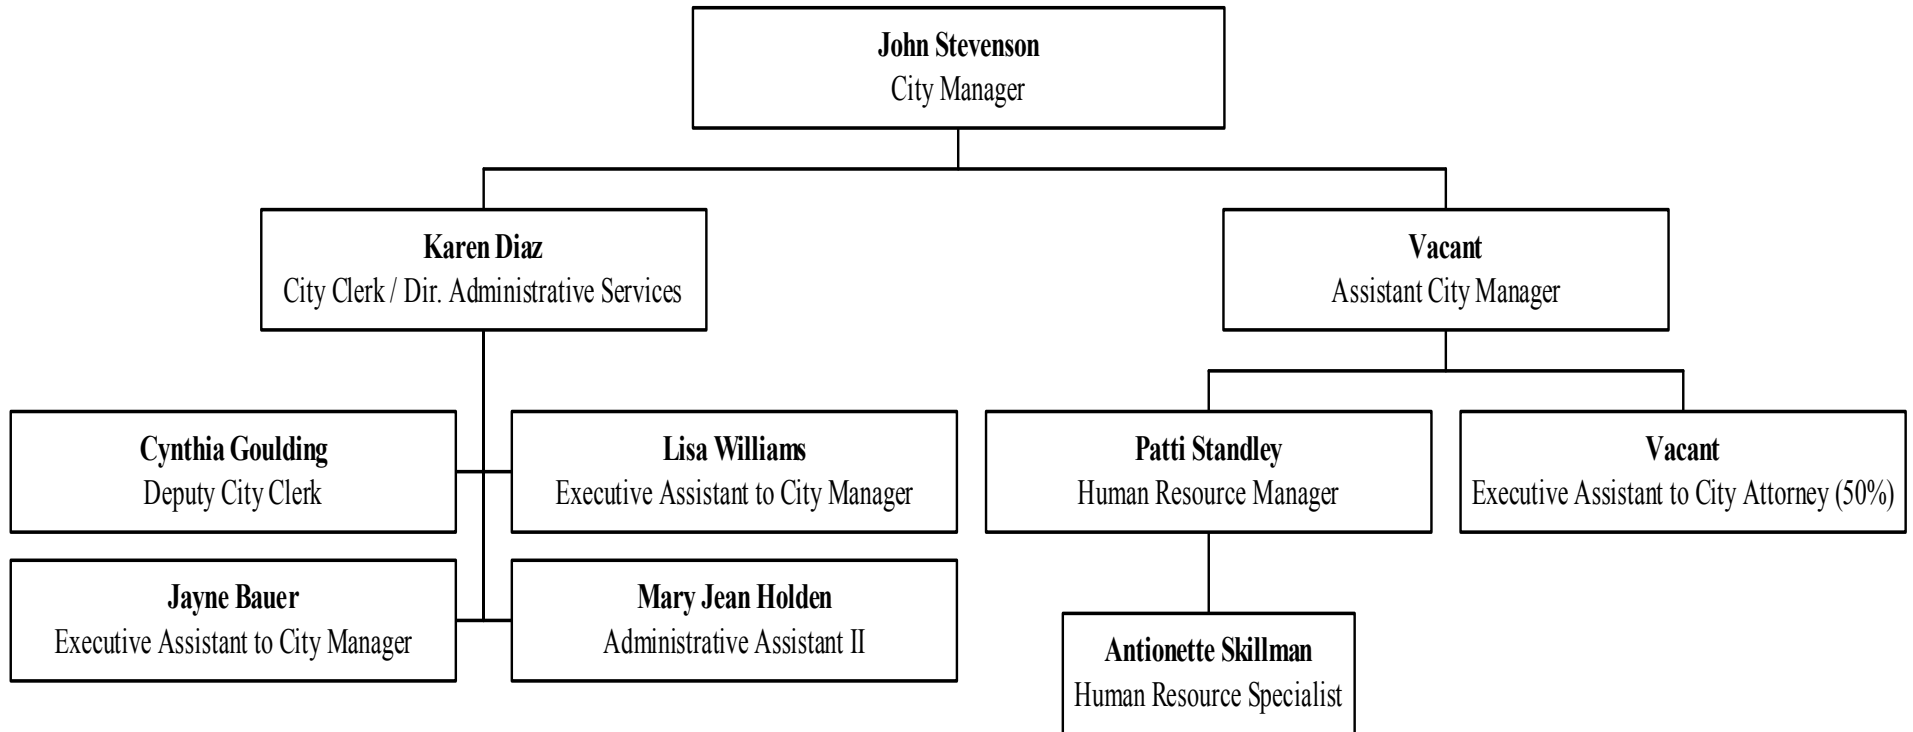 John Stevenson
City Manager
Karen Diaz
City Clerk / Dir. Administrative Services
Vacant
Assistant City Manager
Cynthia Goulding
Deputy City Clerk
Lisa Williams
Executive Assistant to City Manager
Patti Standley
Human Resource Manager
Vacant
Executive Assistant to City Attorney (50%)
Jayne Bauer
Executive Assistant to City Manager
Mary Jean Holden
Administrative Assistant II
Antionette Skillman
Human Resource Specialist